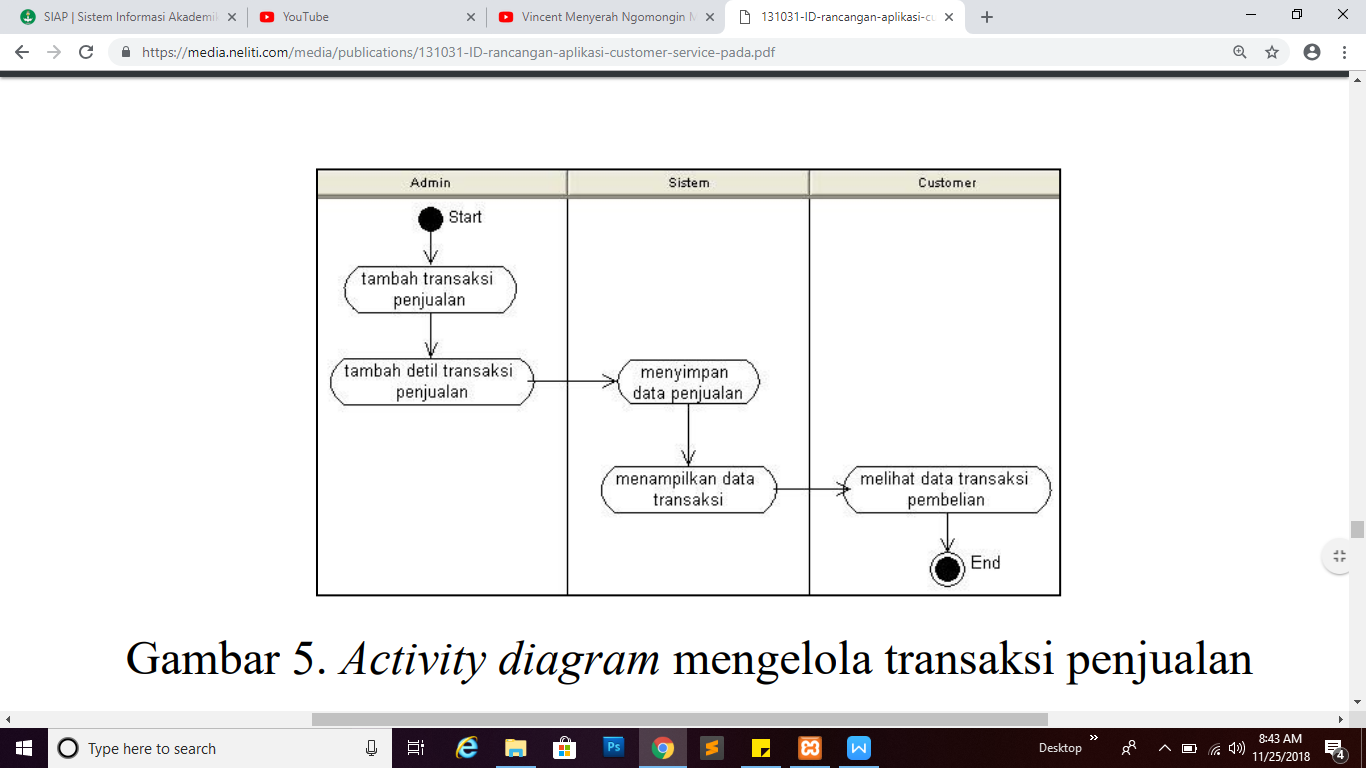 SIAP | Sistem Informasi Akademi
YouTube
Vincent Menyerah Ngomongin M
131031-ID-rancangan-aplikasi-cu
https://media.neliti.com/media/publications/131031-ID-rancangan-aplikasi-customer-service-pada.pdf
Admin
Sistem
Customer
Start
tambah transaksi
penjualan
tambah detil transaksi
penjualan
menyimpan
data penjualan
menampilkan data
transaksi
melihat data transaksi
pembelian
End
Gambar 5. Activity diagram mengelola transaksi penjualan
Type here to search
Desktop
8:43 AM
11/25/2018
4